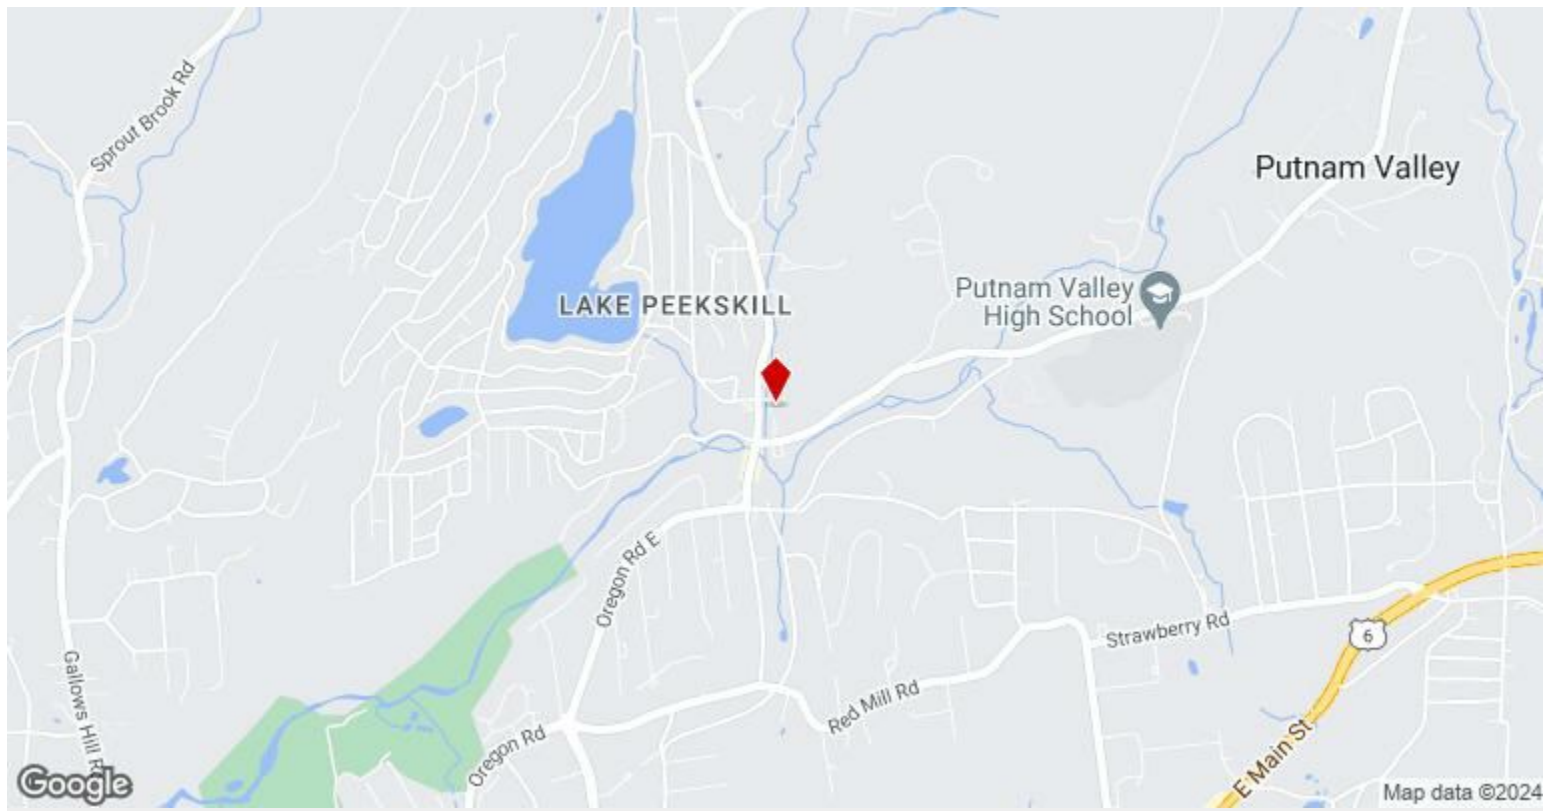 Sprout Brook Rd
Putnam Valley
Putnam Valley
High School
LAKE PEEKSKILL
Oregon Rd E
Strawberry Rd
6
Gallows Hill R
Red Mill Rd
Oregon Rd
E Main St
Google
Map data ©2024